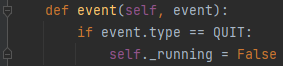 def event(self, event):
    if event.type == QUIT:
        self._running = False